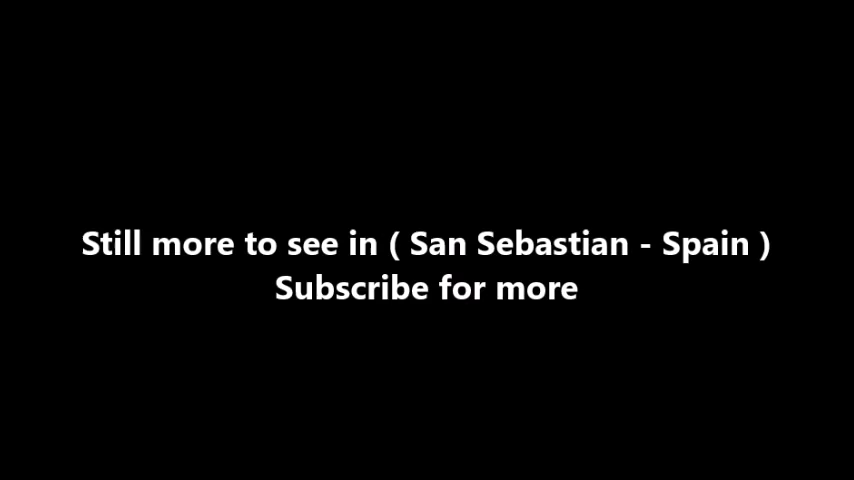 Still more to see in ( San Sebastian - Spain )
Subscribe for more